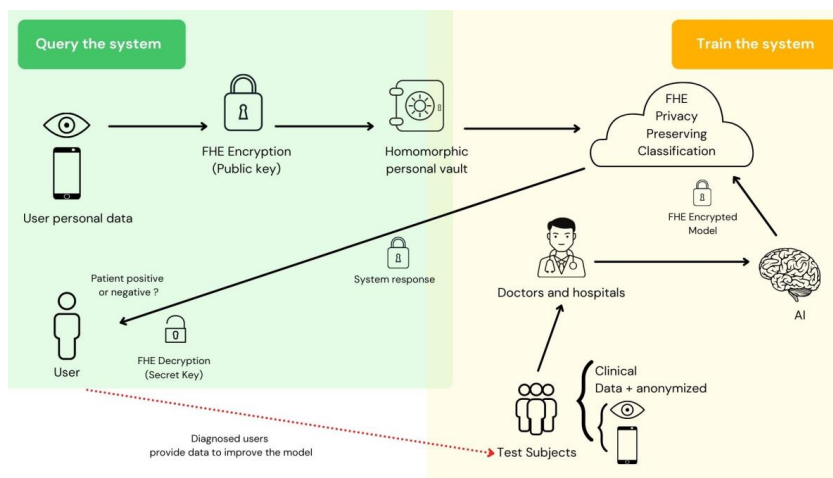 Query the system
Train the system
FHE
Privacy
Preserving
Classification
FHE Encryption
(Public key)
Homomorphic
personal vault
User personal data
FHE Encrypted
Model
Patient positive
or negative ?
System response
Doctors and hospitals
AI
FHE Decryption
(Secret Key)
User
Clinical
Data + anonymized
Diagnosed users
provide data to improve the model
Test Subjects